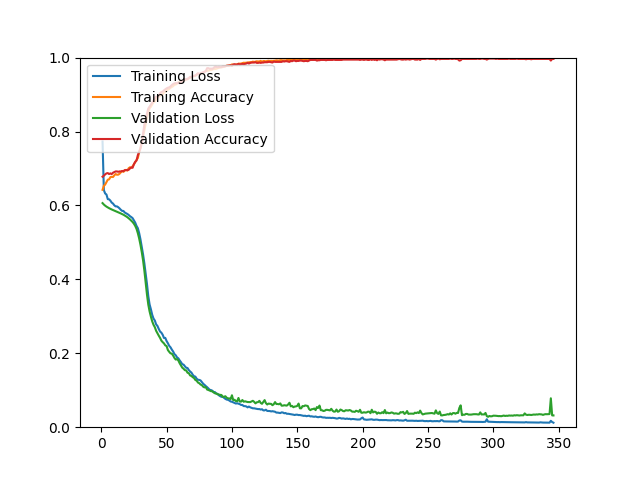 1.0
0.8
0.6
0.4
0.2
0.0
Training Loss
Training Accuracy
Validation Loss
Validation Accuracy
0 50 100 150 200 250 300 350